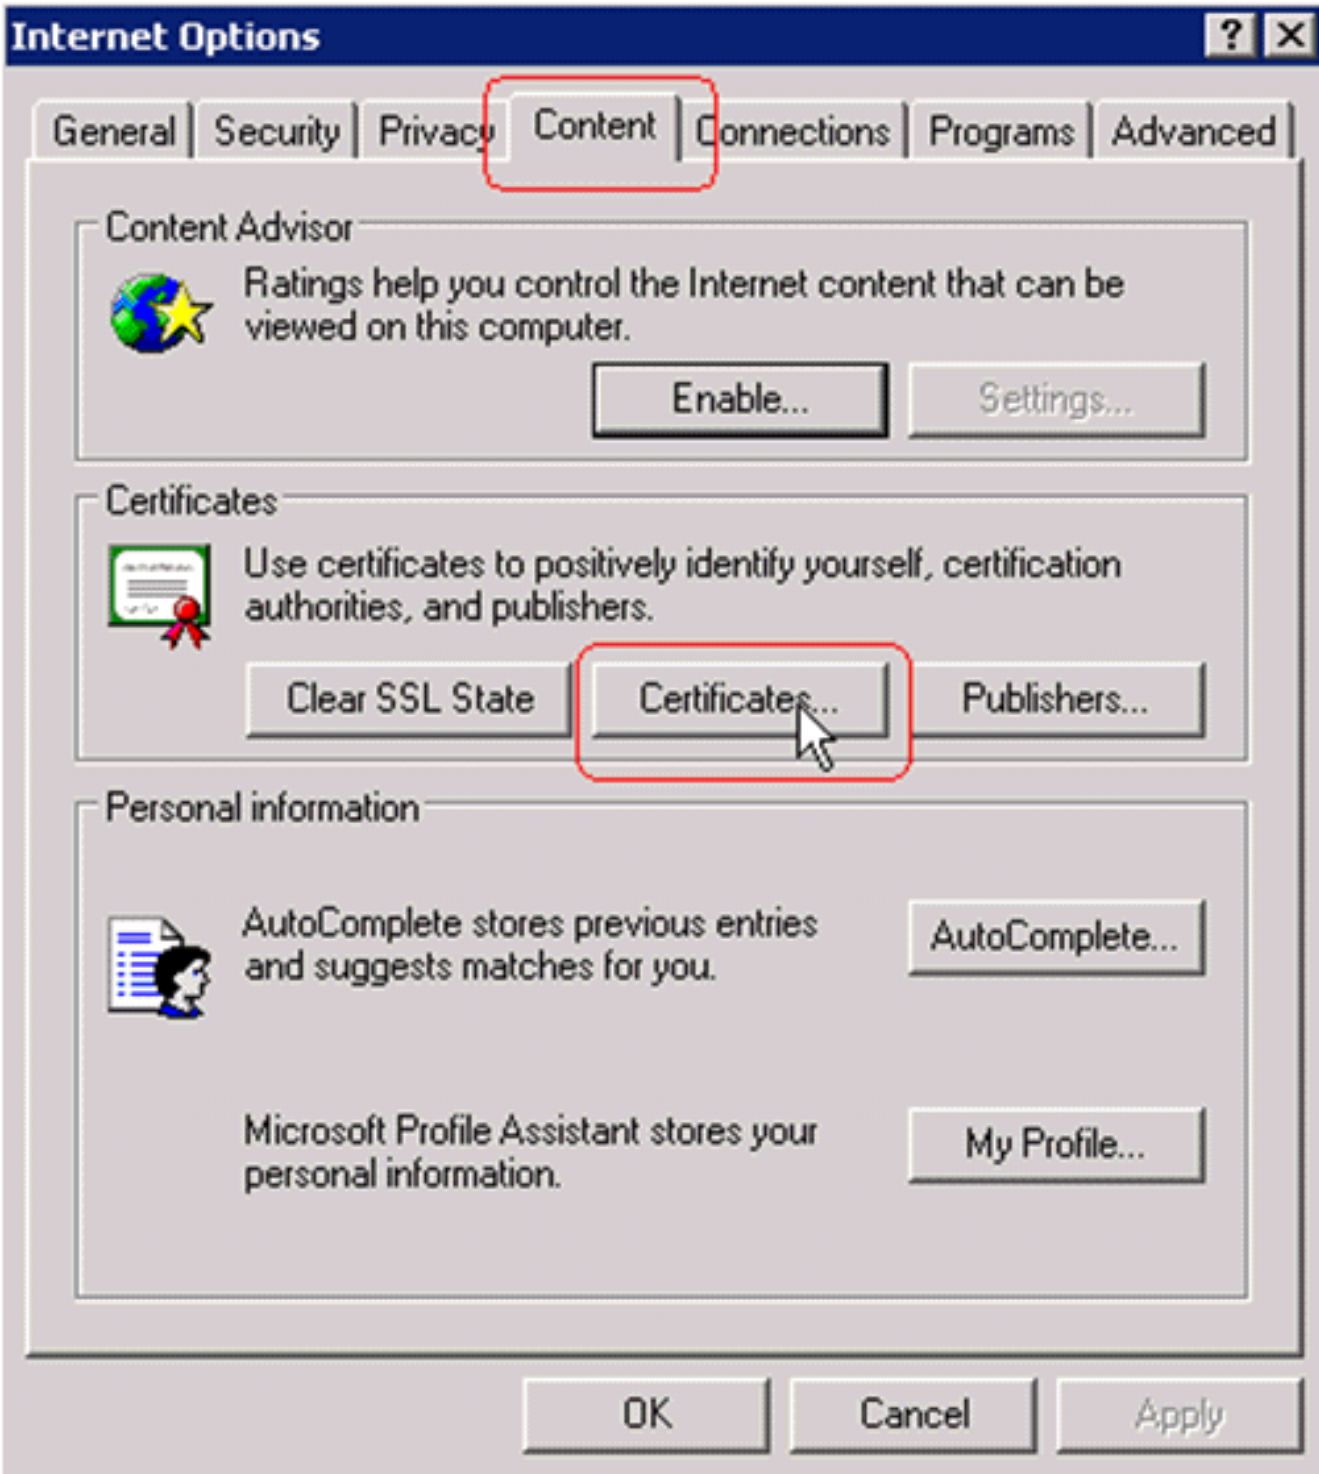 Internet Options
General Security Privacy Content Connections Programs Advanced
Content Advisor
Ratings help you control the Internet content that can be
viewed on this computer.
Enable... Settings...
Certificates
Use certificates to positively identify yourself, certification
authorities, and publishers.
Clear SSL State Certificates... Publishers...
Personal information
AutoComplete stores previous entries
and suggests matches for you.
AutoComplete...
Microsoft Profile Assistant stores your
personal information.
My Profile...
OK Cancel Apply